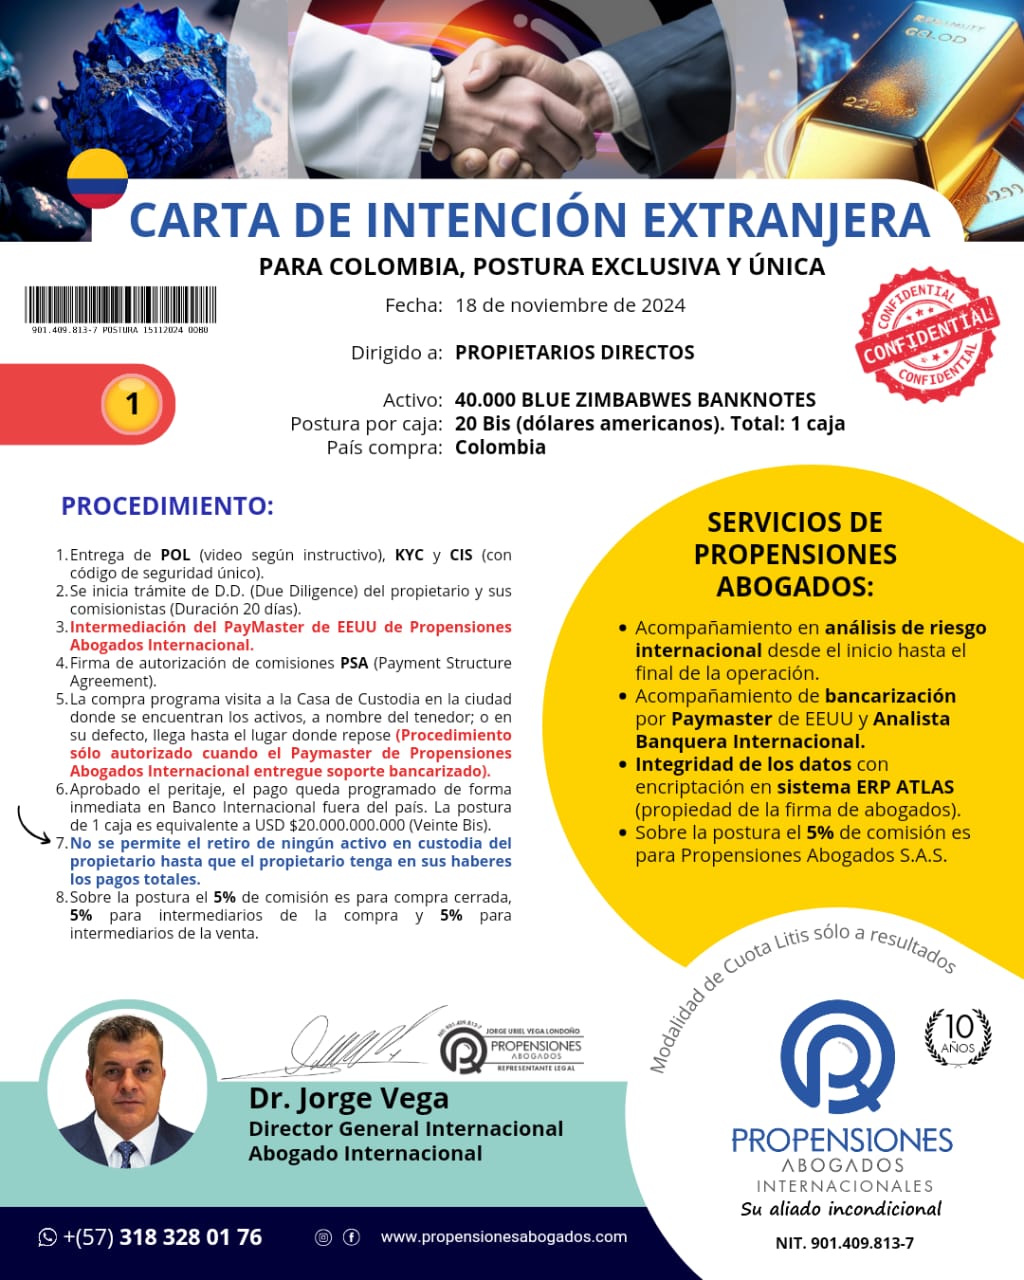 CARTA DE INTENCIÓN EXTRANJERA
PARA COLOMBIA, POSTURA EXCLUSIVA Y ÚNICA
901.409.813-7 POSTURA 15112024 00B0
Fecha: 18 de noviembre de 2024
CONFIDENTIAL
CONFIDENTIAL
CONFIDENTIAL
Dirigido a: PROPIETARIOS DIRECTOS
1
Activo: 40.000 BLUE ZIMBABWES BANKNOTES
Postura por caja: 20 Bis (dólares americanos). Total: 1 caja
País compra: Colombia
PROCEDIMIENTO:
1. Entrega de POL (video según instructivo), KYC y CIS (con
código de seguridad único).
2. Se inicia trámite de D.D. (Due Diligence) del propietario y sus
comisionistas (Duración 20 días).
3. Intermediación del PayMaster de EEUU de Propensiones
Abogados Internacional.
4. Firma de autorización de comisiones PSA (Payment Structure
Agreement).
5. La compra programa visita a la Casa de Custodia en la ciudad
donde se encuentran los activos, a nombre del tenedor; o en
su defecto, llega hasta el lugar donde repose (Procedimiento
sólo autorizado cuando el Paymaster de Propensiones
Abogados Internacional entregue soporte bancarizado).
6. Aprobado el peritaje, el pago queda programado de forma
inmediata en Banco Internacional fuera del país. La postura
de 1 caja es equivalente a USD $20.000.000.000 (Veinte Bis).
7. No se permite el retiro de ningún activo en custodia del
propietario hasta que el propietario tenga en sus haberes
los pagos totales.
8. Sobre la postura el 5% de comisión es para compra cerrada,
5% para intermediarios de la compra y 5% para
intermediarios de la venta.
SERVICIOS DE
PROPENSIONES
ABOGADOS:
• Acompañamiento en análisis de riesgo
internacional desde el inicio hasta el
final de la operación.
• Acompañamiento de bancarización
por Paymaster de EEUU y Analista
Banquera Internacional.
• Integridad de los datos con
encriptación en sistema ERP ATLAS
(propiedad de la firma de abogados).
• Sobre la postura el 5% de comisión es
para Propensiones Abogados S.A.S.
Modalidad de Cuota Litis sólo a resultados
NIT. 901.409.813-7
JORGE URIEL VEGA LONDOÑO
PROPENSIONES
ABOGADOS
REPRESENTANTE LEGAL
Dr. Jorge Vega
Director General Internacional
Abogado Internacional
10
AÑOS
PROPENSIONES
ABOGADOS
INTERNACIONALES
Su aliado incondicional
NIT. 901.409.813-7
+(57) 318 328 01 76
www.propensionesabogados.com